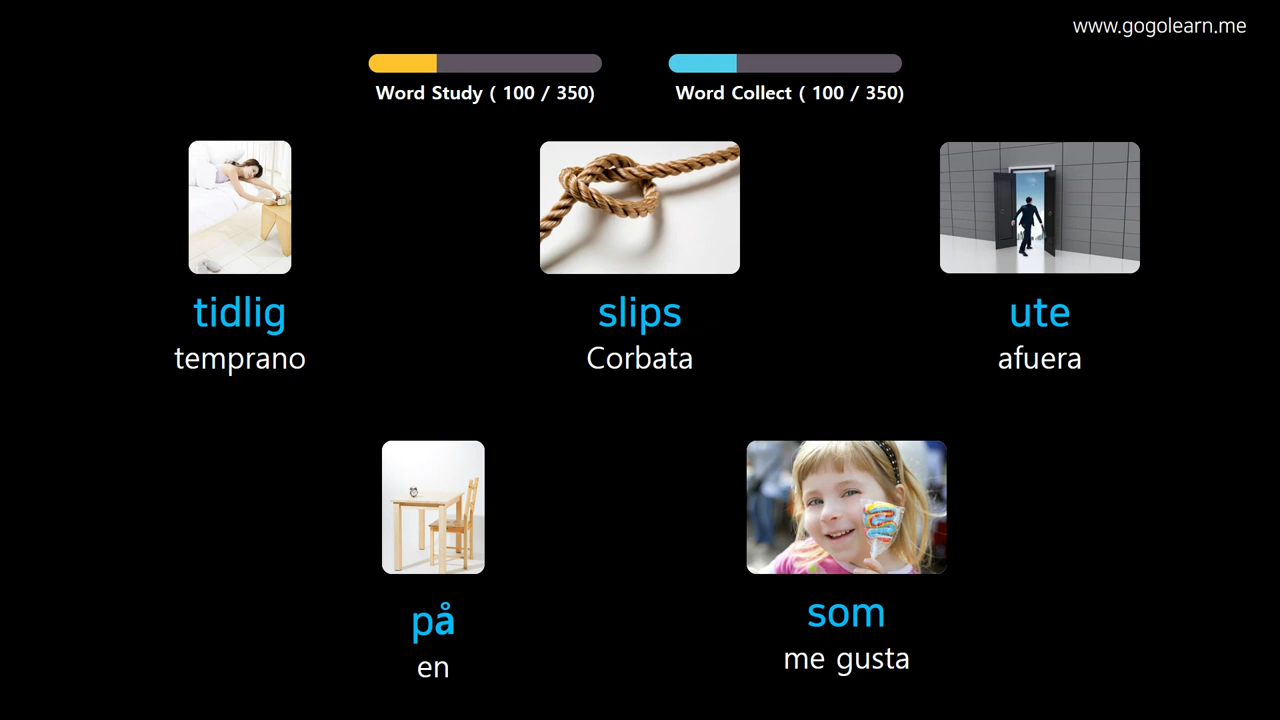 www.gogolearn.me
Word Study ( 100 / 350)
Word Collect ( 100 / 350)
tidlig
temprano
slips
Corbata
ute
afuera
på
en
som
me gusta